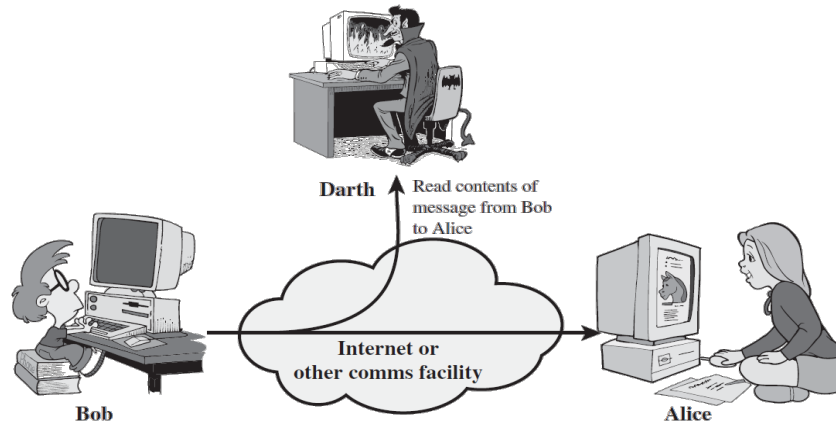 Darth
Read contents of
message from Bob
to Alice
Internet or
other comms facility
Bob
Alice